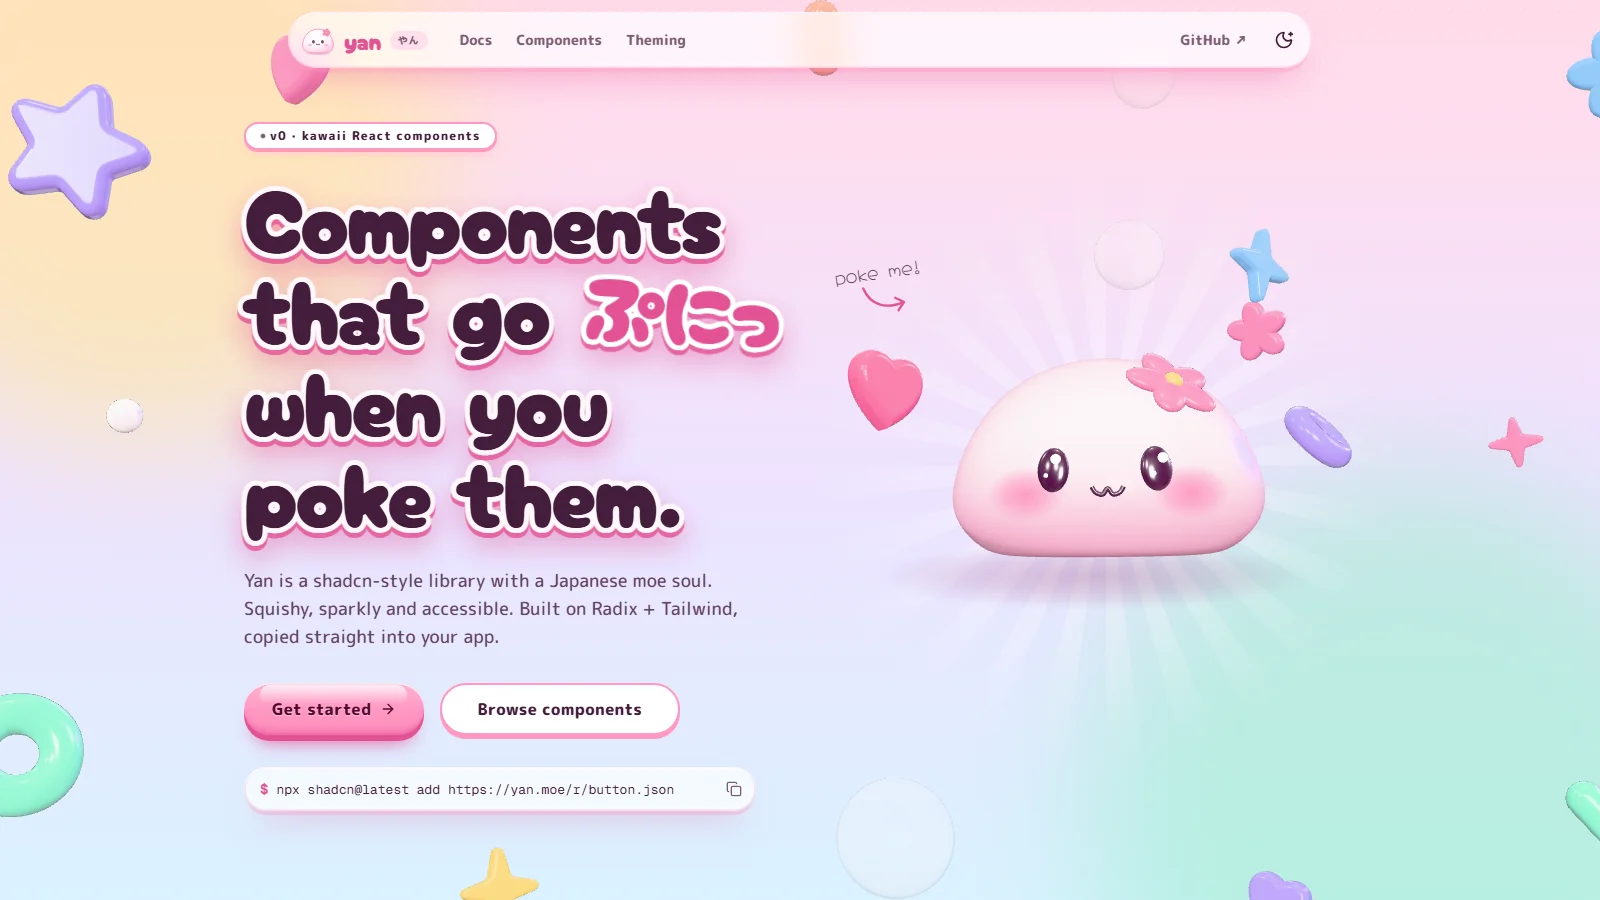 yan やん Docs Components Theming GitHub ↗
v0 · kawaii React components
Components
that go ぷにっ
when you
poke them.
poke me!
Yan is a shadcn-style library with a Japanese moe soul.
Squishy, sparkly and accessible. Built on Radix + Tailwind,
copied straight into your app.
Get started →
Browse components
$ npx shadcn@latest add https://yan.moe/r/button.json